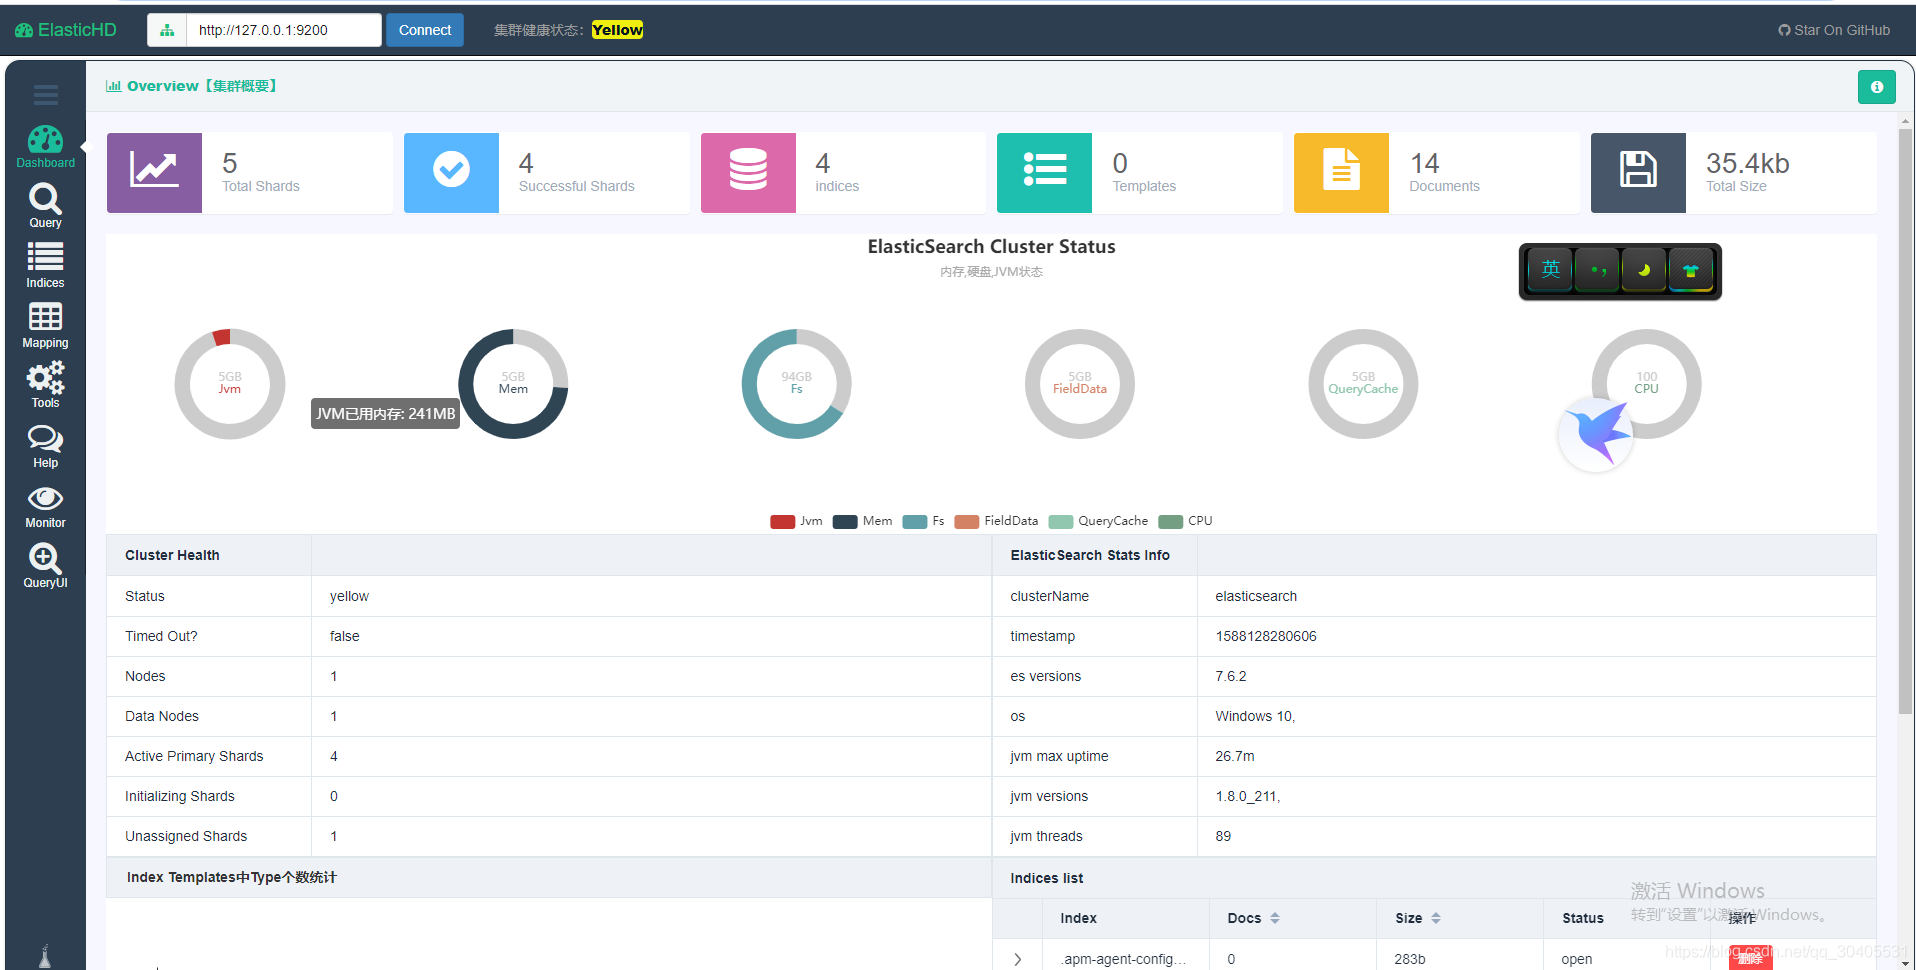 ElasticHD http://127.0.0.1:9200 Connect 集群健康状态: Yellow Star On GitHub
Overview【集群概要】
Dashboard
Query
Indices
Mapping
Tools
Help
Monitor
QueryUI
5
Total Shards
4
Successful Shards
4
indices
0
Templates
14
Documents
35.4kb
Total Size
ElasticSearch Cluster Status
内存,硬盘,JVM状态
英
5GB
Jvm
5GB
Mem
94GB
Fs
5GB
FieldData
5GB
QueryCache
100
CPU
JVM已用内存: 241MB
Jvm Mem Fs FieldData QueryCache CPU
Cluster Health
Status yellow
Timed Out? false
Nodes 1
Data Nodes 1
Active Primary Shards 4
Initializing Shards 0
Unassigned Shards 1
ElasticSearch Stats Info
clusterName elasticsearch
timestamp 1588128280606
es versions 7.6.2
os Windows 10,
jvm max uptime 26.7m
jvm versions 1.8.0_211,
jvm threads 89
Index Templates中Type个数统计
Indices list
Index Docs Size Status 操作
.apm-agent-config... 0 283b open 删除
激活 Windows
转到“设置”以激活 Windows。
https://blog.csdn.net/qq_30405531